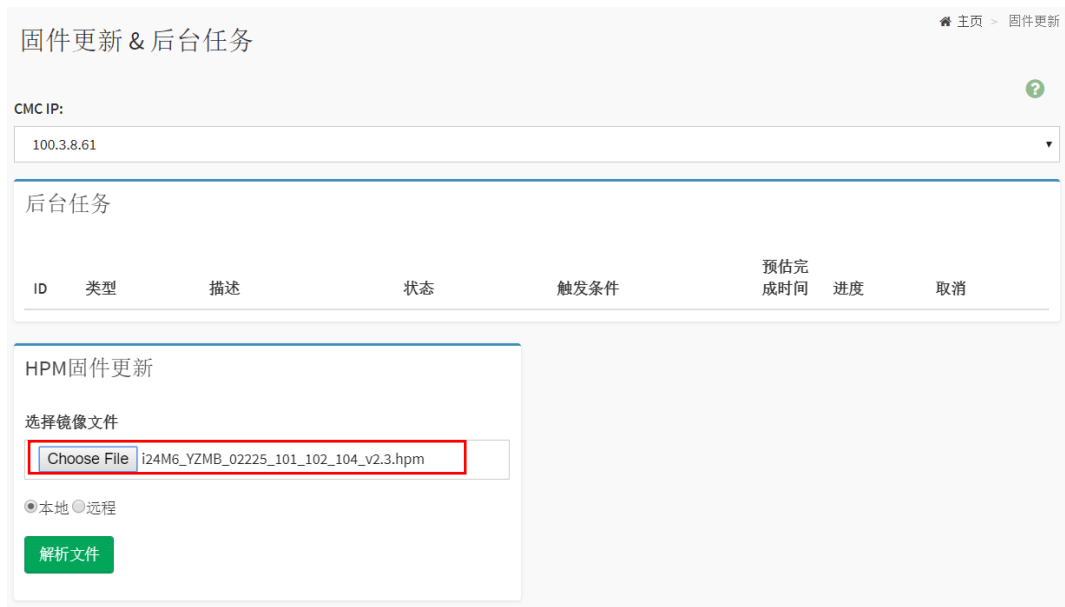 主页 > 固件更新
固件更新 & 后台任务
?
CMC IP:
100.3.8.61
后台任务
ID 类型 描述 状态 触发条件 预估完
成时间 进度 取消
HPM固件更新
选择镜像文件
Choose File i24M6_YZMB_02225_101_102_104_v2.3.hpm
本地 远程
解析文件